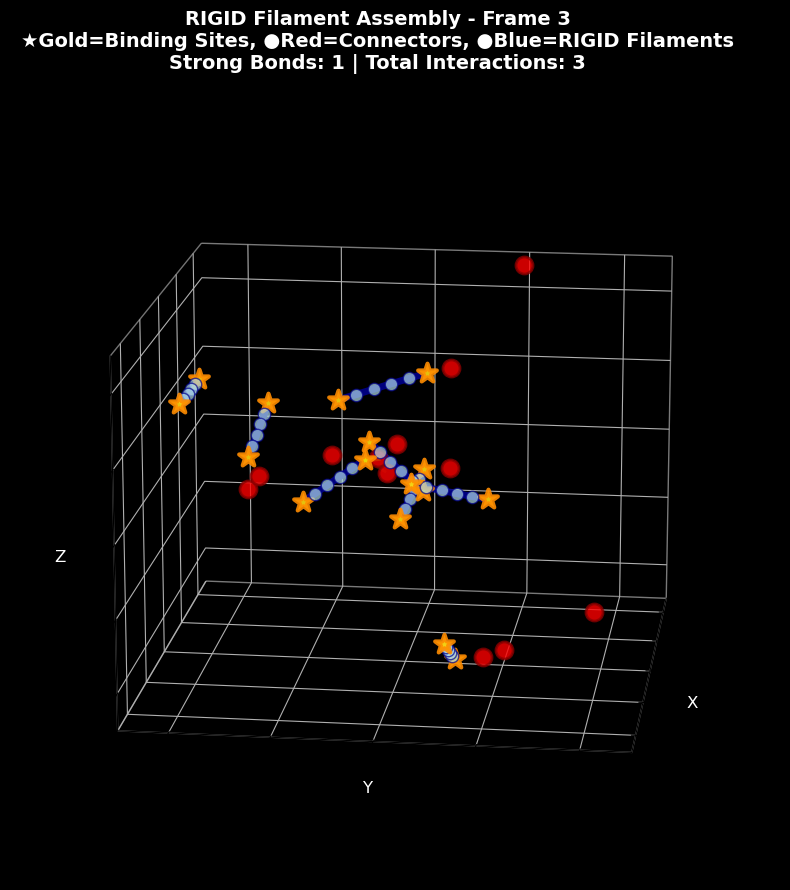 RIGID Filament Assembly - Frame 3
★Gold=Binding Sites, ●Red=Connectors, ●Blue=RIGID Filaments
Strong Bonds: 1 | Total Interactions: 3
Z
X
Y